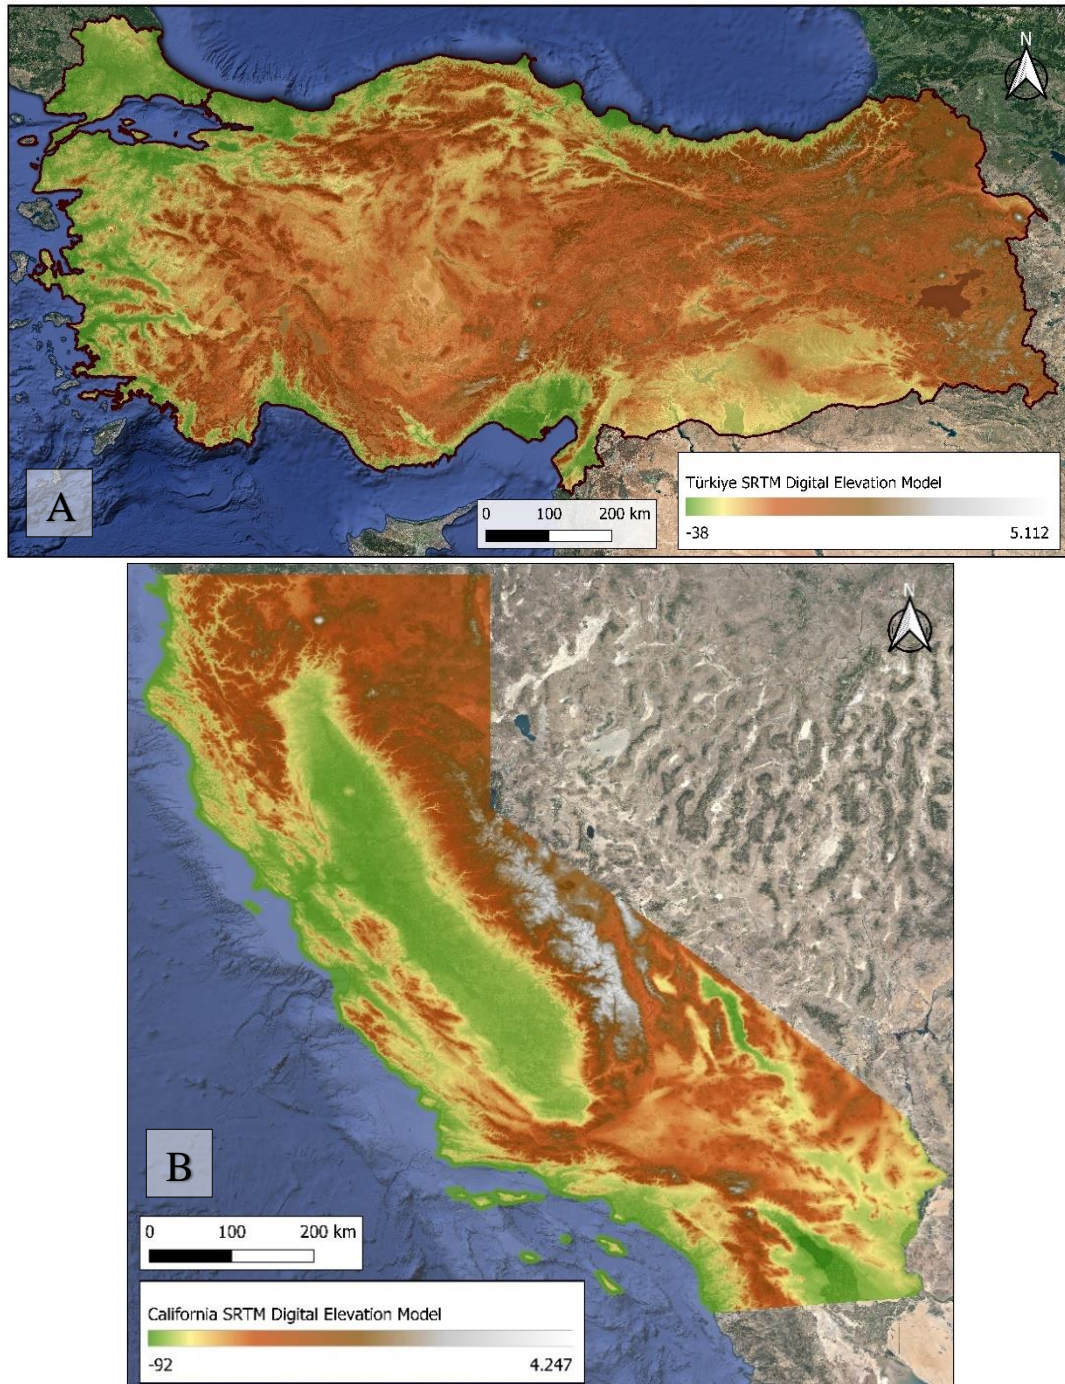 N
A
0 100 200 km
Türkiye SRTM Digital Elevation Model
-38 5.112
N
B
0 100 200 km
California SRTM Digital Elevation Model
-92 4.247